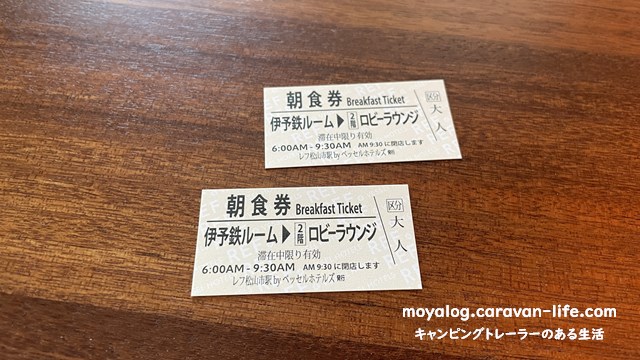 朝食券 Breakfast Ticket
伊予鉄ルーム▶2階ロビーラウンジ
滞在中限り有効
6:00AM - 9:30AM AM 9:30 に閉店します
レフ松山市駅 by ベッセルホテルズ 発行
区分
大人
朝食券 Breakfast Ticket
伊予鉄ルーム▶2階ロビーラウンジ
滞在中限り有効
6:00AM - 9:30AM AM 9:30 に閉店します
レフ松山市駅 by ベッセルホテルズ 発行
区分
大人
moyalog.caravan-life.com
キャンピングトレーラーのある生活